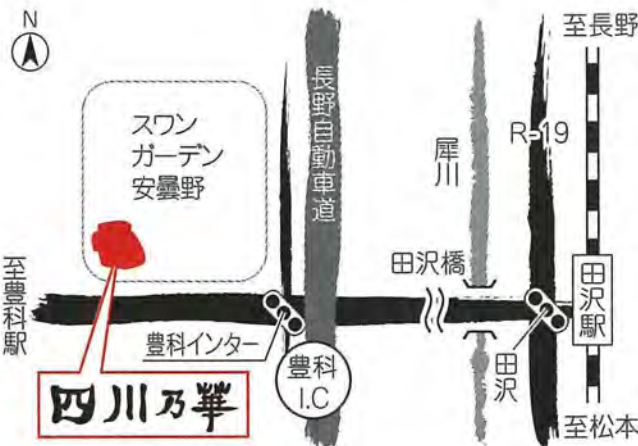 N
至長野
スワン
ガーデン
安曇野
長野自動車道
犀川
R-19
田沢橋
至豊科駅
豊科インター
豊科
I.C
田沢
田沢駅
四川乃華
至松本